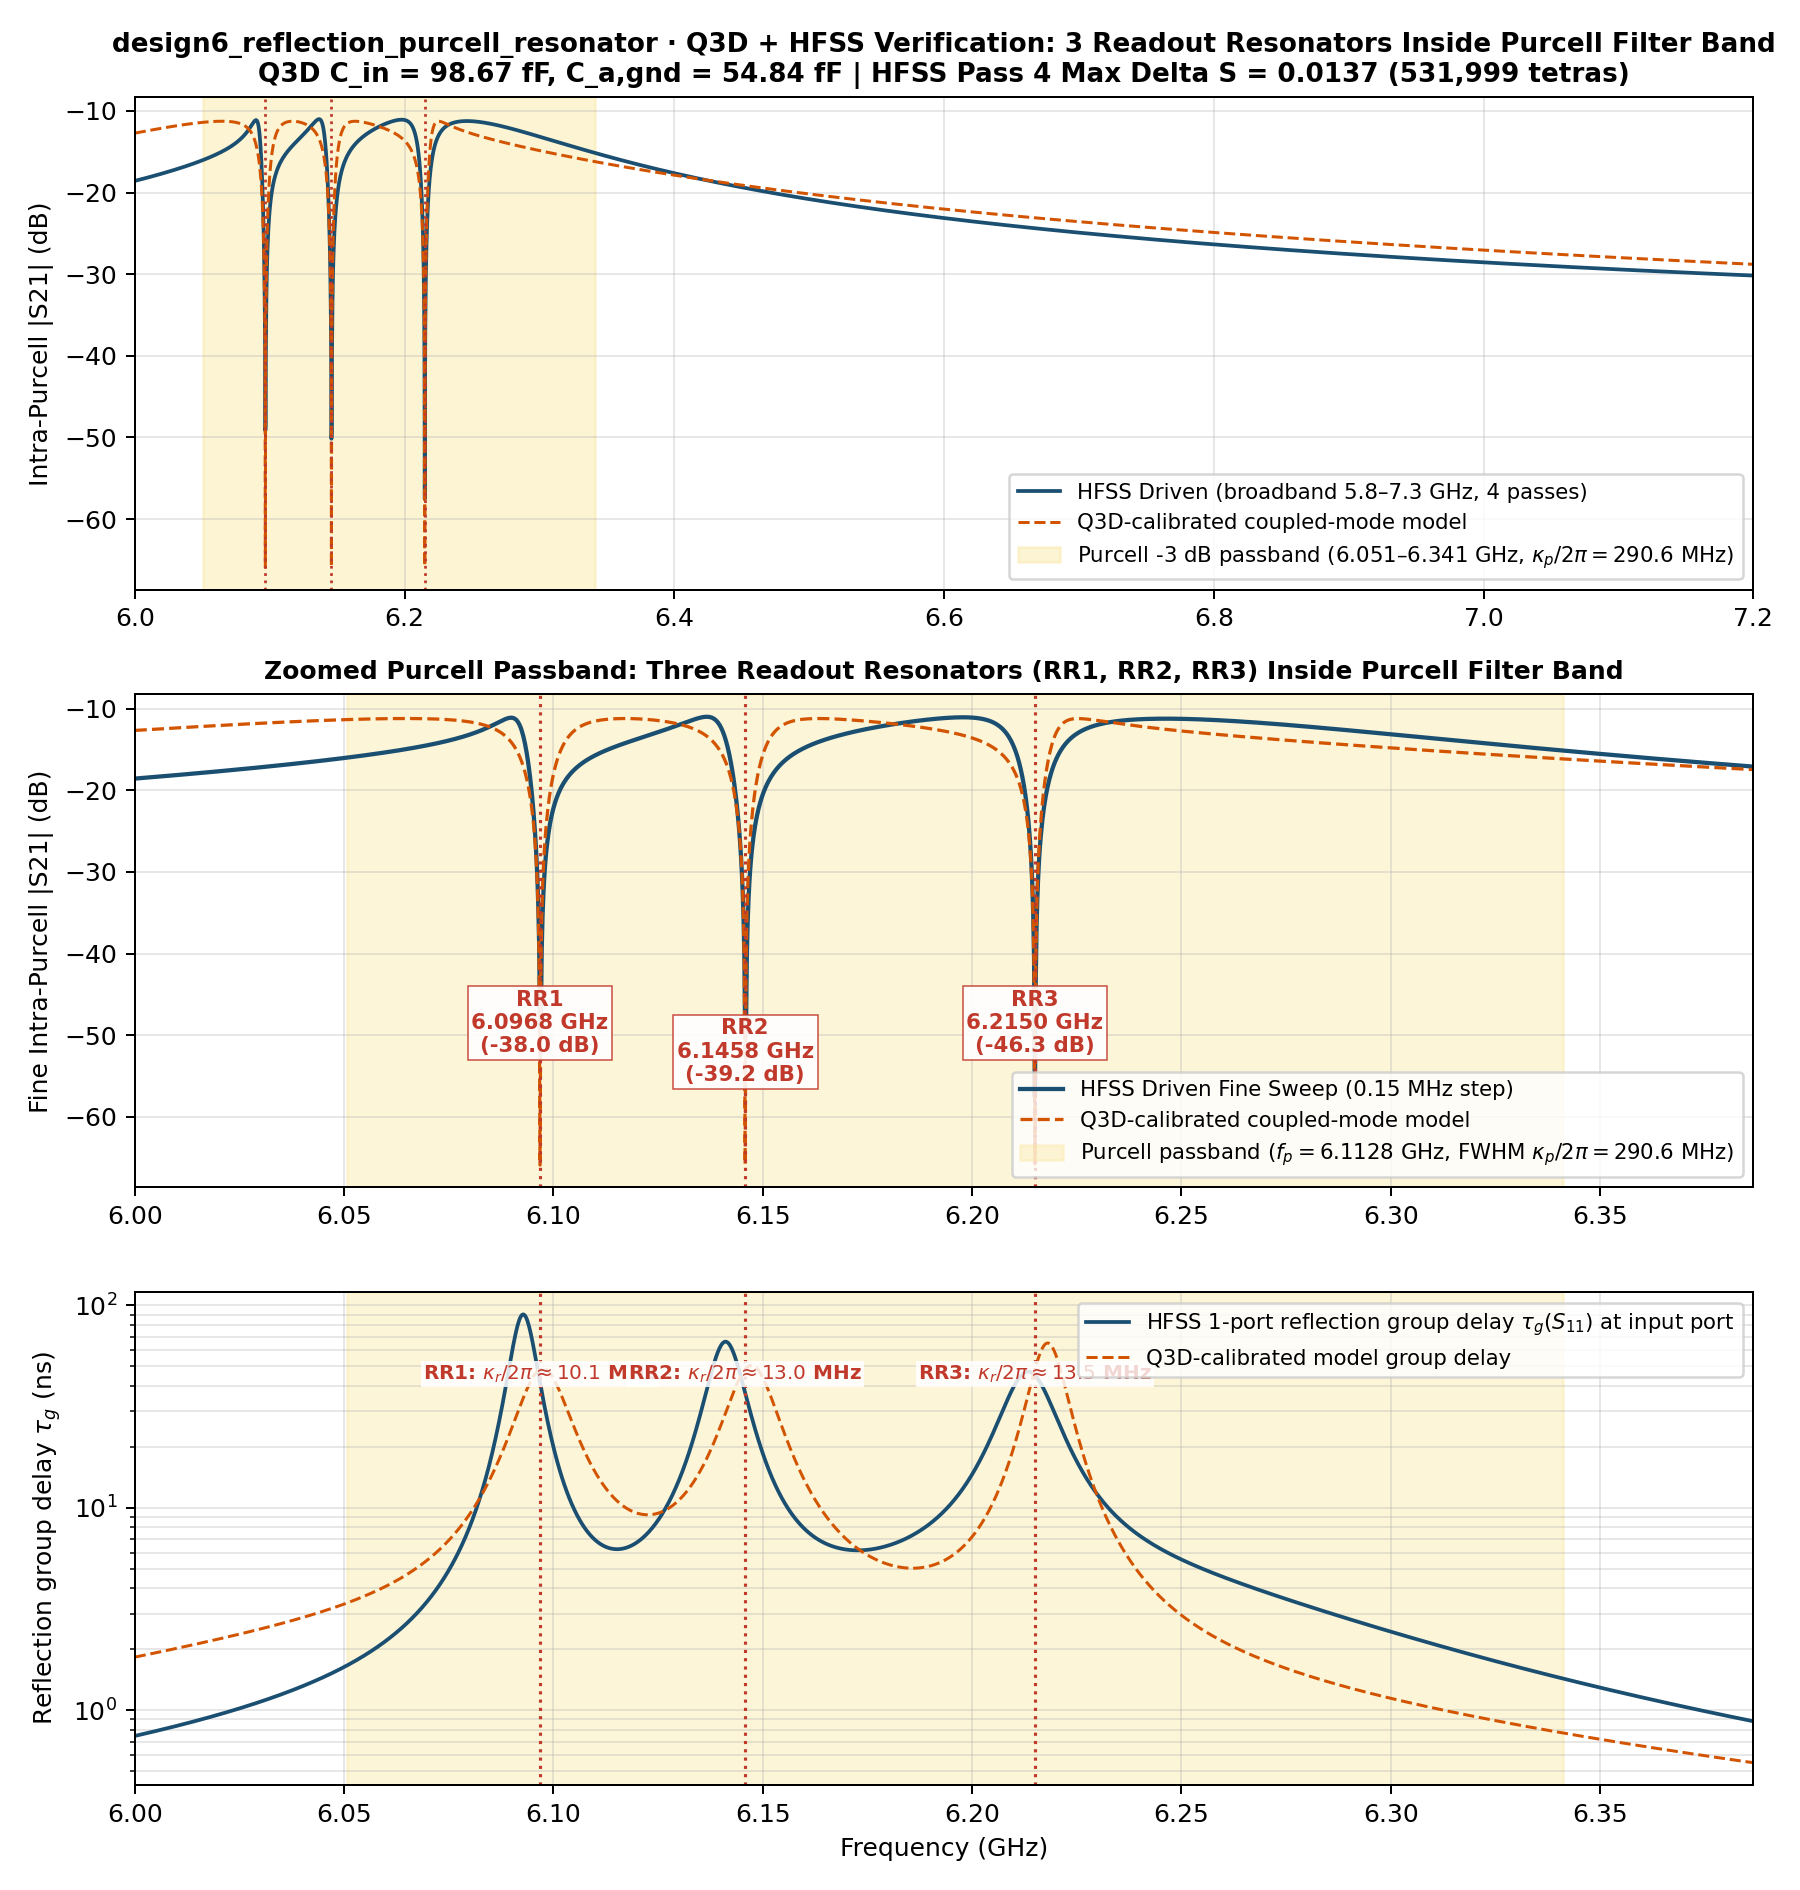 design6_reflection_purcell_resonator · Q3D + HFSS Verification: 3 Readout Resonators Inside Purcell Filter Band
Q3D C_in = 98.67 fF, C_a,gnd = 54.84 fF | HFSS Pass 4 Max Delta S = 0.0137 (531,999 tetras)
Intra-Purcell |S21| (dB)
−10
−20
−30
−40
−50
−60
HFSS Driven (broadband 5.8–7.3 GHz, 4 passes)
Q3D-calibrated coupled-mode model
Purcell -3 dB passband (6.051–6.341 GHz, κp/2π = 290.6 MHz)
6.0 6.2 6.4 6.6 6.8 7.0 7.2
Zoomed Purcell Passband: Three Readout Resonators (RR1, RR2, RR3) Inside Purcell Filter Band
Fine Intra-Purcell |S21| (dB)
−10
−20
−30
−40
−50
−60
RR1
6.0968 GHz
(-38.0 dB)
RR2
6.1458 GHz
(-39.2 dB)
RR3
6.2150 GHz
(-46.3 dB)
HFSS Driven Fine Sweep (0.15 MHz step)
Q3D-calibrated coupled-mode model
Purcell passband (fp = 6.1128 GHz, FWHM κp/2π = 290.6 MHz)
6.00 6.05 6.10 6.15 6.20 6.25 6.30 6.35
Reflection group delay τg (ns)
10²
10¹
10⁰
HFSS 1-port reflection group delay τg(S11) at input port
Q3D-calibrated model group delay
RR1: κr/2π ≈ 10.1 M
RR2: κr/2π ≈ 13.0 MHz
RR3: κr/2π ≈ 13.5 MHz
6.00 6.05 6.10 6.15 6.20 6.25 6.30 6.35
Frequency (GHz)